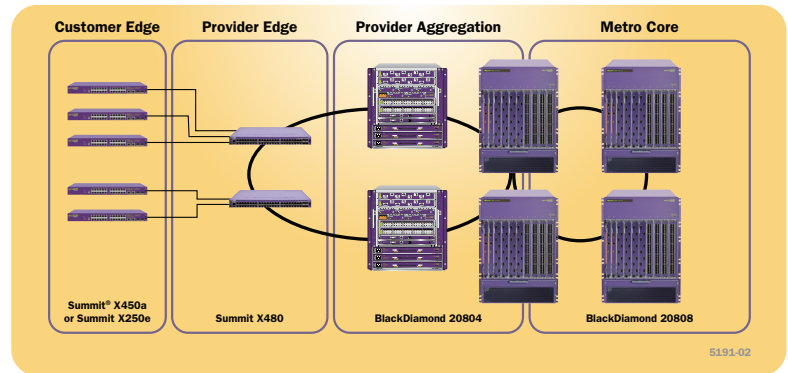 Customer Edge
Provider Edge
Provider Aggregation
Metro Core
Summit® X450a
or Summit X250e
Summit X480
BlackDiamond 20804
BlackDiamond 20808
5191-02